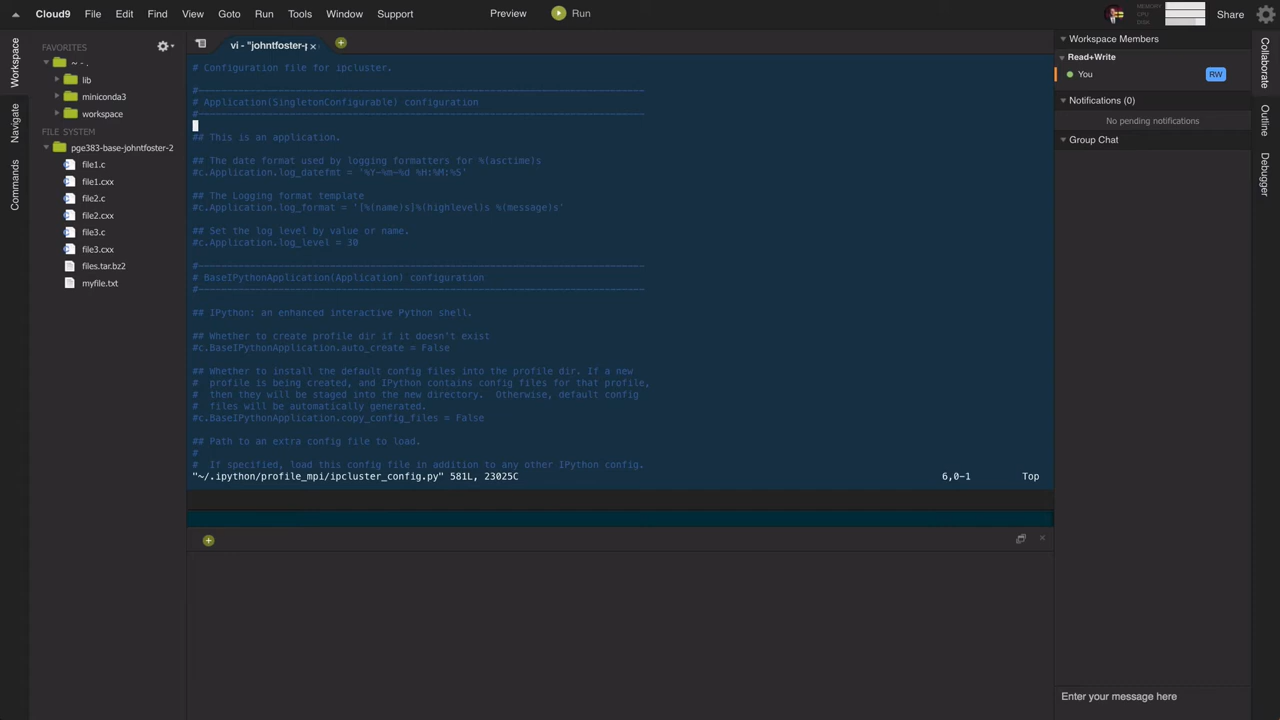 Cloud9 File Edit Find View Goto Run Tools Window Support Preview Run MEMORY CPU DISK Share
Workspace
Navigate
Commands
FAVORITES
~ - .
lib
miniconda3
workspace
FILE SYSTEM
pge383-base-johntfoster-2
file1.c
file1.cxx
file2.c
file2.cxx
file3.c
file3.cxx
files.tar.bz2
myfile.txt
vi - "johntfoster-p
# Configuration file for ipcluster.
#------------------------------------------------------------------------------
# Application(SingletonConfigurable) configuration
#------------------------------------------------------------------------------
## This is an application.
## The date format used by logging formatters for %(asctime)s
#c.Application.log_datefmt = '%Y-%m-%d %H:%M:%S'
## The Logging format template
#c.Application.log_format = '[%(name)s]%(highlevel)s %(message)s'
## Set the log level by value or name.
#c.Application.log_level = 30
#------------------------------------------------------------------------------
# BaseIPythonApplication(Application) configuration
#------------------------------------------------------------------------------
## IPython: an enhanced interactive Python shell.
## Whether to create profile dir if it doesn't exist
#c.BaseIPythonApplication.auto_create = False
## Whether to install the default config files into the profile dir. If a new
#  profile is being created, and IPython contains config files for that profile,
#  then they will be staged into the new directory.  Otherwise, default config
#  files will be automatically generated.
#c.BaseIPythonApplication.copy_config_files = False
## Path to an extra config file to load.
#
#  If specified, load this config file in addition to any other IPython config.
"~/.ipython/profile_mpi/ipcluster_config.py" 581L, 23025C 6,0-1 Top
Workspace Members
Read+Write
You RW
Notifications (0)
No pending notifications
Group Chat
Enter your message here
Collaborate
Outline
Debugger